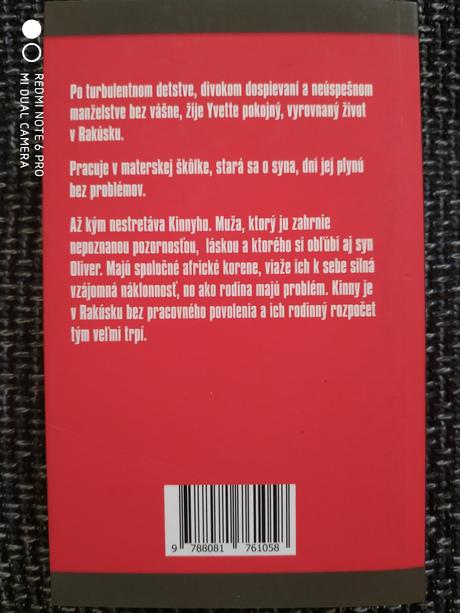 Po turbulentnom detstve, divokom dospievaní a neúspešnom
manželstve bez vášne, žije Yvette pokojný, vyrovnaný život
v Rakúsku.
Pracuje v materskej škôlke, stará sa o syna, dni jej plynú
bez problémov.
Až kým nestretáva Kinnyho. Muža, ktorý ju zahrnie
nepoznanou pozornosťou, láskou a ktorého si obľúbi aj syn
Oliver. Majú spoločné africké korene, viaže ich k sebe silná
vzájomná náklonnosť, no ako rodina majú problém. Kinny je
v Rakúsku bez pracovného povolenia a ich rodinný rozpočet
tým veľmi trpí.
9 788081 761058
REDMI NOTE 6 PRO
MI DUAL CAMERA